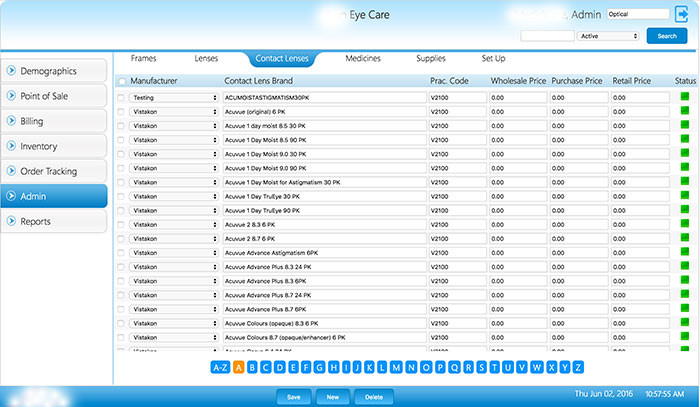 Eye Care
, Admin
Optical
Active
Search
Frames Lenses Contact Lenses Medicines Supplies Set Up
Demographics
Point of Sale
Billing
Inventory
Order Tracking
Admin
Reports
Manufacturer Contact Lens Brand Prac. Code Wholesale Price Purchase Price Retail Price Status
Testing ACUMOISTASTIGMATISM30PK V2100 0.00 0.00 0.00
Vistakon Acuvue (original) 6 PK V2100 0.00 0.00 0.00
Vistakon Acuvue 1 day moist 8.5 30 PK V2100 0.00 0.00 0.00
Vistakon Acuvue 1 Day Moist 8.5 90 PK V2100 0.00 0.00 0.00
Vistakon Acuvue 1 Day Moist 9.0 30 PK V2100 0.00 0.00 0.00
Vistakon Acuvue 1 Day Moist 9.0 90 PK V2100 0.00 0.00 0.00
Vistakon Acuvue 1 Day Moist for Astigmatism 30 PK V2100 0.00 0.00 0.00
Vistakon Acuvue 1 Day TruEye 30 PK V2100 0.00 0.00 0.00
Vistakon Acuvue 1 Day TruEye 90 PK V2100 0.00 0.00 0.00
Vistakon Acuvue 2 8.3 6 PK V2100 0.00 0.00 0.00
Vistakon Acuvue 2 8.7 6 PK V2100 0.00 0.00 0.00
Vistakon Acuvue Advance Astigmatism 6PK V2100 0.00 0.00 0.00
Vistakon Acuvue Advance Plus 8.3 24 PK V2100 0.00 0.00 0.00
Vistakon Acuvue Advance Plus 8.3 6PK V2100 0.00 0.00 0.00
Vistakon Acuvue Advance Plus 8.7 24 PK V2100 0.00 0.00 0.00
Vistakon Acuvue Advance Plus 8.7 6PK V2100 0.00 0.00 0.00
Vistakon Acuvue Colours (opaque) 8.3 6 PK V2100 0.00 0.00 0.00
Vistakon Acuvue Colours 8.7 (opaque/enhancer) 6 PK V2100 0.00 0.00 0.00
Vistakon Acuvue 24 PK V2100 0.00 0.00 0.00
A-Z A B C D E F G H I J K L M N O P Q R S T U V W X Y Z
Save New Delete
Thu Jun 02, 2016 10:57:55 AM